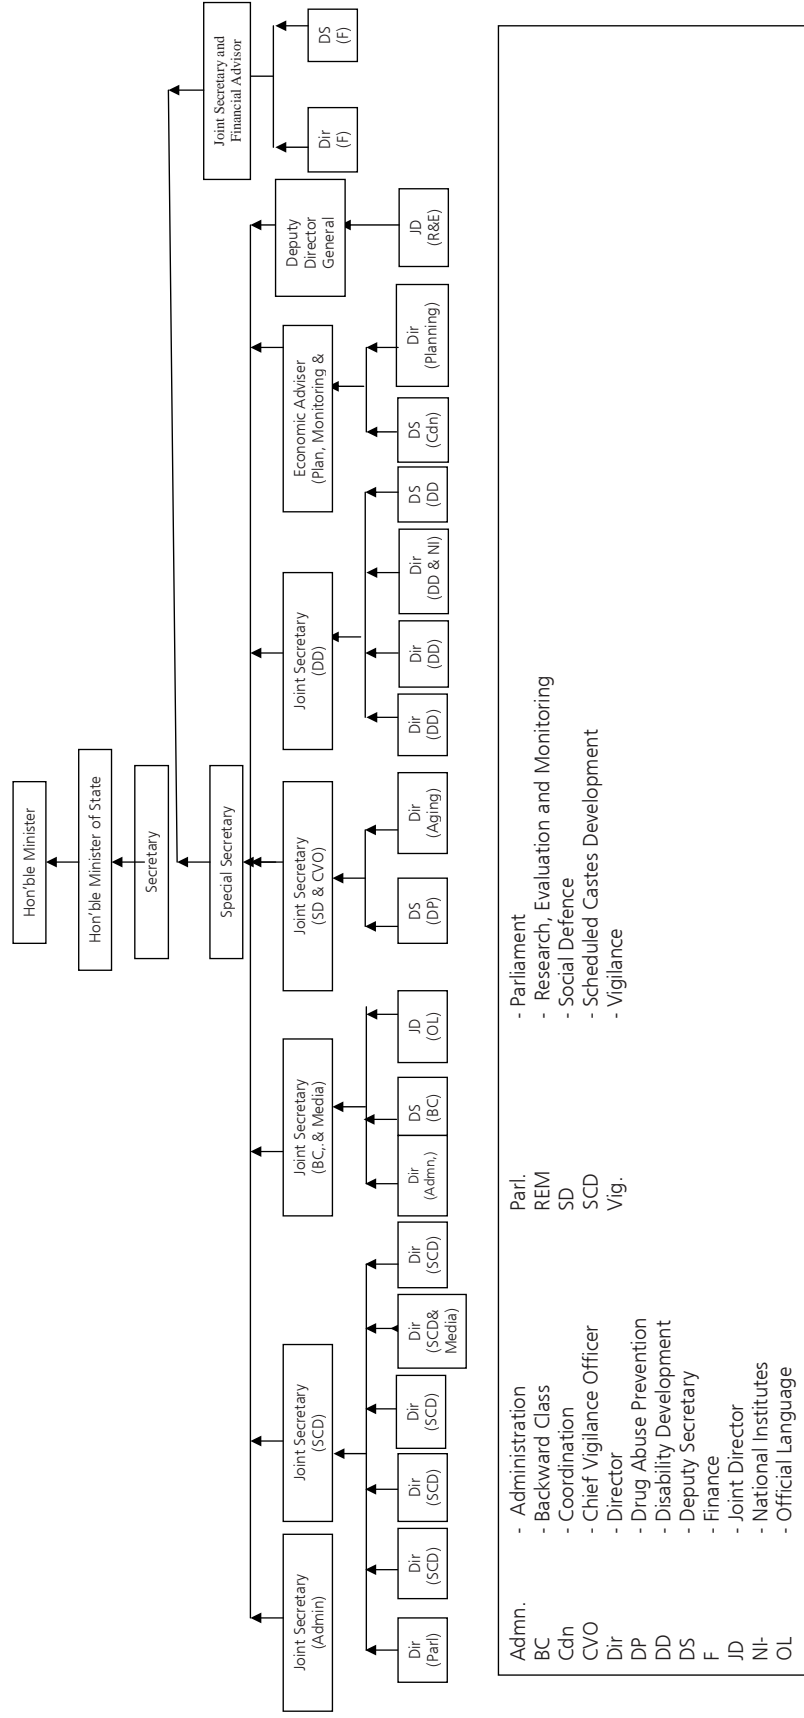 Hon'ble Minister
Hon'ble Minister of State
Secretary
Special Secretary
Joint Secretary and
Financial Advisor
Joint Secretary
(Admin)
Joint Secretary
(SCD)
Joint Secretary
(BC,.& Media)
Joint Secretary
(SD & CVO)
Joint Secretary
(DD)
Economic Adviser
(Plan, Monitoring &
Deputy
Director
General
Dir
(F)
DS
(F)
Dir
(Parl)
Dir
(SCD)
Dir
(SCD)
Dir
(SCD)
Dir
(SCD&
Media)
Dir
(SCD)
Dir
(Admn,)
DS
(BC)
JD
(OL)
DS
(DP)
Dir
(Aging)
Dir
(DD)
Dir
(DD)
Dir
(DD & NI)
DS
(DD
DS
(Cdn)
Dir
(Planning)
JD
(R&E)
Admn. - Administration
BC - Backward Class
Cdn - Coordination
CVO - Chief Vigilance Officer
Dir - Director
DP - Drug Abuse Prevention
DD - Disability Development
DS - Deputy Secretary
F - Finance
JD - Joint Director
NI- - National Institutes
OL - Official Language
Parl. - Parliament
REM - Research, Evaluation and Monitoring
SD - Social Defence
SCD - Scheduled Castes Development
Vig. - Vigilance